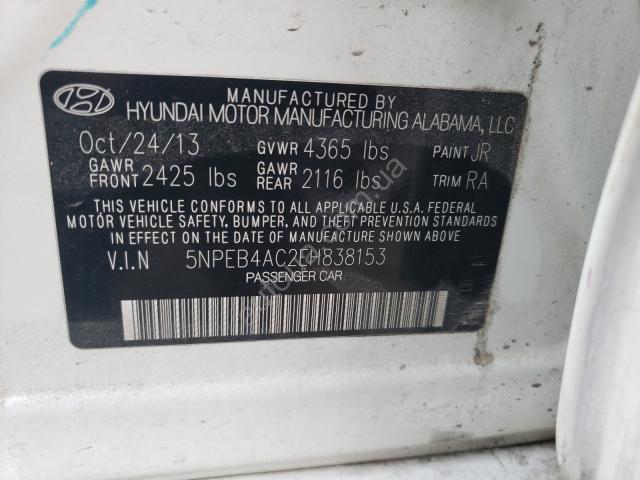 MANUFACTURED BY
HYUNDAI MOTOR MANUFACTURING ALABAMA, LLC
Oct/24/13 GVWR 4365 lbs PAINT JR
GAWR FRONT 2425 lbs GAWR REAR 2116 lbs TRIM RA
THIS VEHICLE CONFORMS TO ALL APPLICABLE U.S.A. FEDERAL
MOTOR VEHICLE SAFETY, BUMPER, AND THEFT PREVENTION STANDARDS
IN EFFECT ON THE DATE OF MANUFACTURE SHOWN ABOVE.
V.I.N 5NPEB4AC2EH838153
PASSENGER CAR